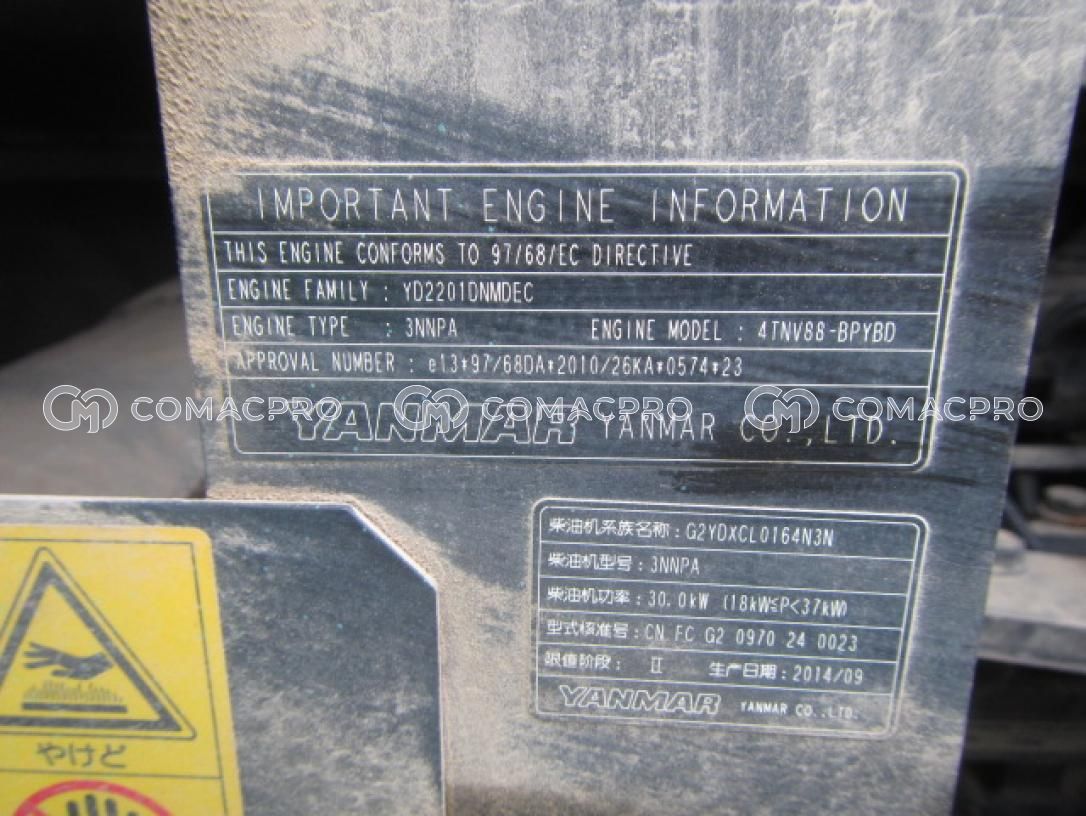 IMPORTANT ENGINE INFORMATION
THIS ENGINE CONFORMS TO 97/68/EC DIRECTIVE
ENGINE FAMILY : YD2201DNMDEC
ENGINE TYPE : 3NNPA ENGINE MODEL : 4TNV88-BPYBD
APPROVAL NUMBER : e13*97/68DA*2010/26KA*0574*23
COMACPRO COMACPRO COMACPRO
YANMAR YANMAR CO.,LTD.
柴油机系族名称：G2YDXCL0164N3N
柴油机型号：3NNPA
柴油机功率：30.0kW (18kW≦P<37kW)
型式核准号：CN FC G2 0970 24 0023
限值阶段： Ⅱ 生产日期：2014/09
YANMAR YANMAR CO.,LTD.
やけど